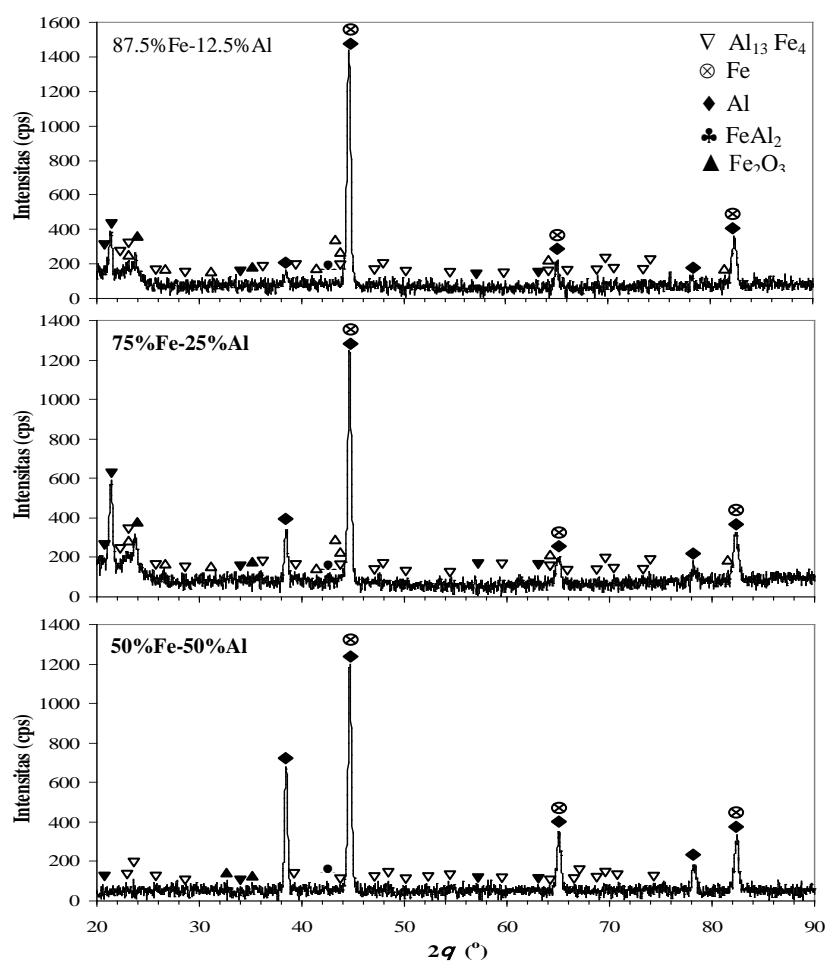 87.5%Fe-12.5%Al
Al₁₃ Fe₄
Fe
Al
FeAl₂
Fe₂O₃
Intensitas (cps)
1600
1400
1200
1000
800
600
400
200
0
75%Fe-25%Al
Intensitas (cps)
1400
1200
1000
800
600
400
200
0
50%Fe-50%Al
Intensitas (cps)
1400
1200
1000
800
600
400
200
0
20 30 40 50 60 70 80 90
2q (°)